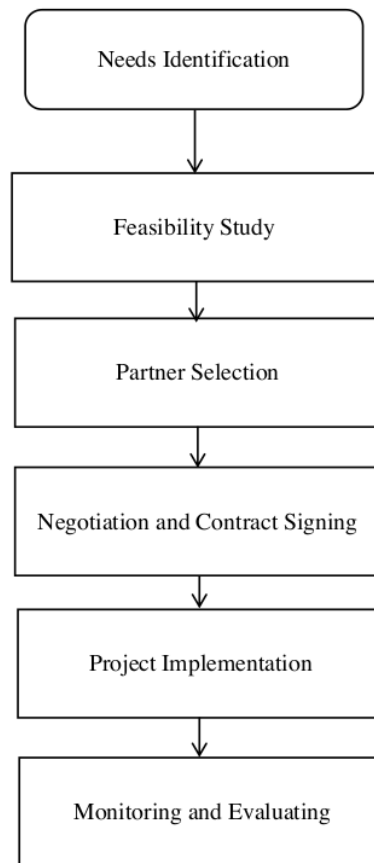 Needs Identification
Feasibility Study
Partner Selection
Negotiation and Contract Signing
Project Implementation
Monitoring and Evaluating